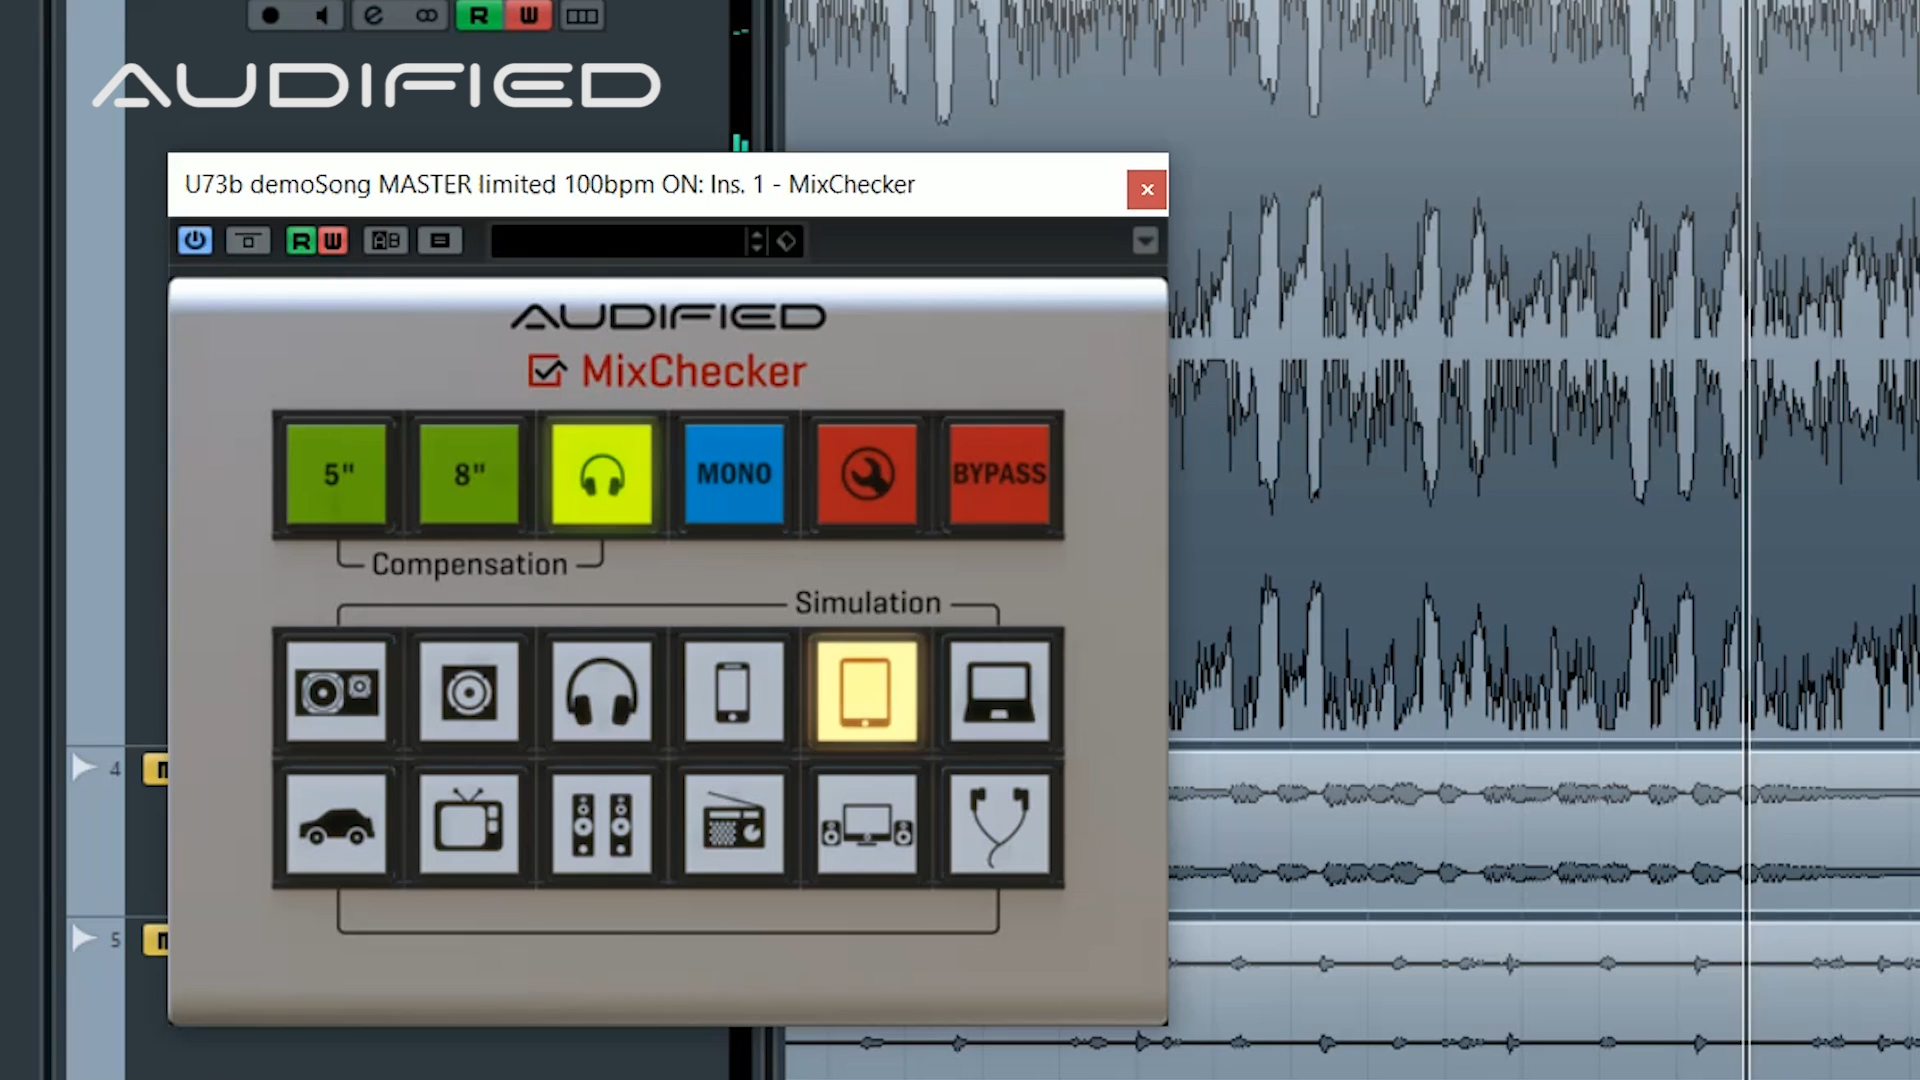 R W
AUDIFIED
U73b demoSong MASTER limited 100bpm ON: Ins. 1 - MixChecker
R W AB
AUDIFIED
MixChecker
5" 8" MONO BYPASS
Compensation
Simulation
4
5